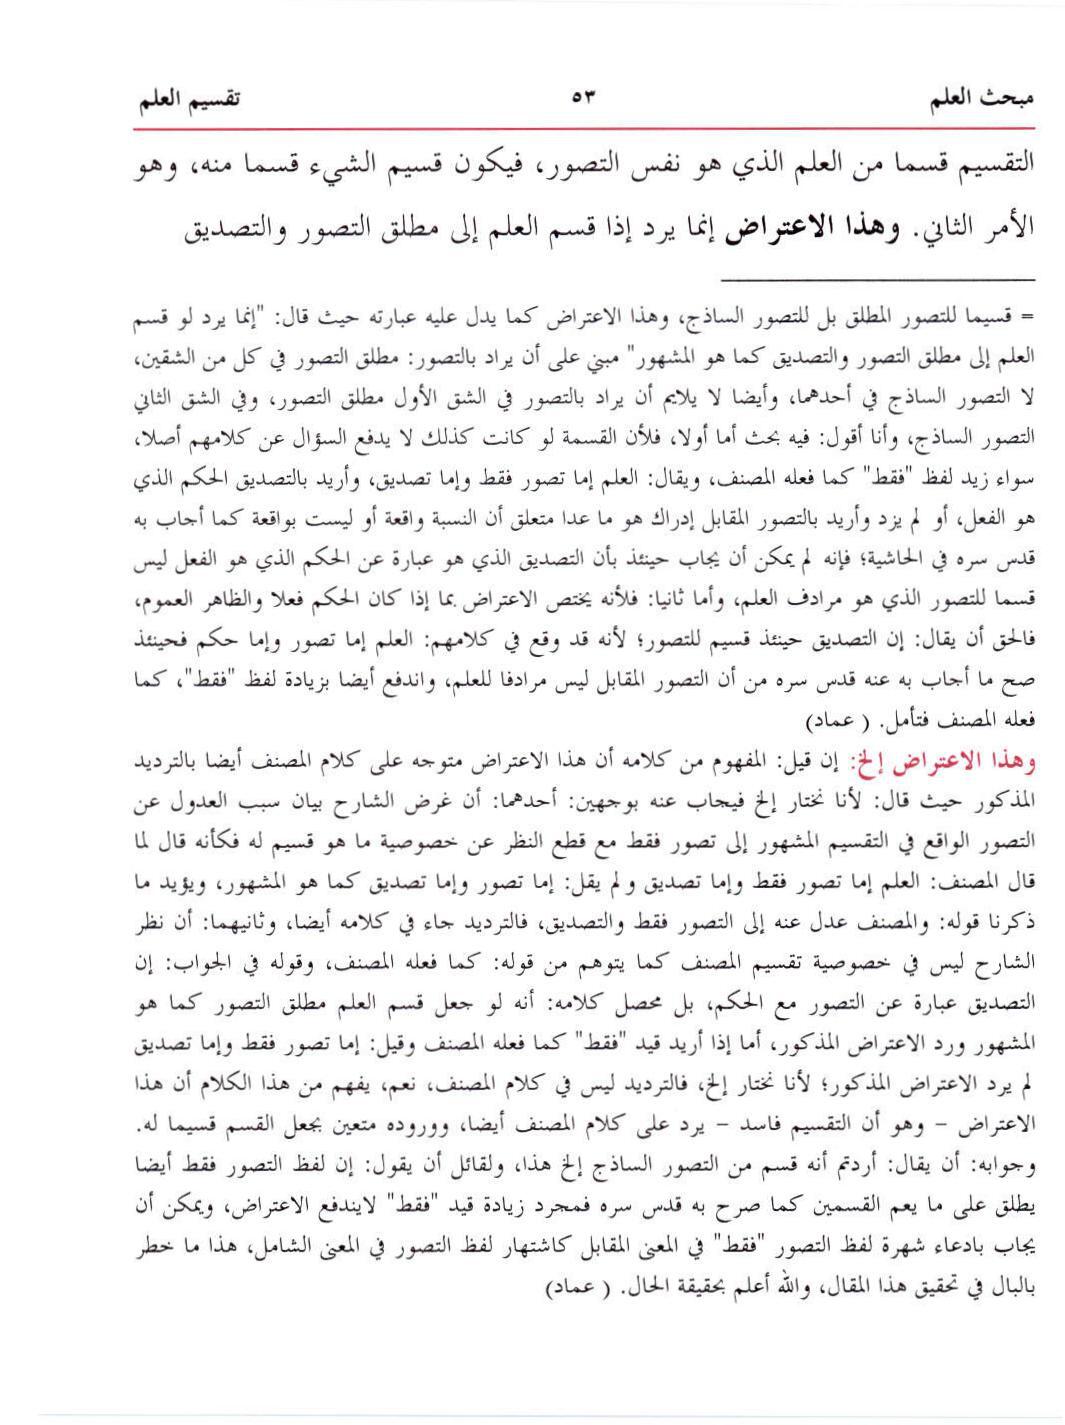 مبحث العلم ٥٣ تقسيم العلم
التقسيم قسما من العلم الذي هو نفس التصور، فيكون قسيم الشيء قسما منه، وهو
الأمر الثاني. وهذا الاعتراض إنما يرد إذا قسم العلم إلى مطلق التصور والتصديق
= قسيما للتصور المطلق بل للتصور الساذج، وهذا الاعتراض كما يدل عليه عبارته حيث قال: "إنما يرد لو قسم
العلم إلى مطلق التصور والتصديق كما هو المشهور" مبني على أن يراد بالتصور: مطلق التصور في كل من الشقين،
لا التصور الساذج في أحدهما، وأيضا لا يلايم أن يراد بالتصور في الشق الأول مطلق التصور، وفي الشق الثاني
التصور الساذج، وأنا أقول: فيه بحث أما أولا، فلأن القسمة لو كانت كذلك لا يدفع السؤال عن كلامهم أصلا،
سواء زيد لفظ "فقط" كما فعله المصنف، ويقال: العلم إما تصور فقط وإما تصديق، وأريد بالتصديق الحكم الذي
هو الفعل، أو لم يزد وأريد بالتصور المقابل إدراك هو ما عدا متعلق أن النسبة واقعة أو ليست بواقعة كما أجاب به
قدس سره في الحاشية؛ فإنه لم يمكن أن يجاب حينئذ بأن التصديق الذي هو عبارة عن الحكم الذي هو الفعل ليس
قسما للتصور الذي هو مرادف العلم، وأما ثانيا: فلأنه يختص الاعتراض بما إذا كان الحكم فعلا والظاهر العموم،
فالحق أن يقال: إن التصديق حينئذ قسيم للتصور؛ لأنه قد وقع في كلامهم: العلم إما تصور وإما حكم فحينئذ
صح ما أجاب به عنه قدس سره من أن التصور المقابل ليس مرادفا للعلم، واندفع أيضا بزيادة لفظ "فقط"، كما
فعله المصنف فتأمل. ( عماد)
وهذا الاعتراض إلخ: إن قيل: المفهوم من كلامه أن هذا الاعتراض متوجه على كلام المصنف أيضا بالترديد
المذكور حيث قال: لأنا نختار إلخ فيجاب عنه بوجهين: أحدهما: أن غرض الشارح بيان سبب العدول عن
التصور الواقع في التقسيم المشهور إلى تصور فقط مع قطع النظر عن خصوصية ما هو قسيم له فكأنه قال لما
قال المصنف: العلم إما تصور فقط وإما تصديق ولم يقل: إما تصور وإما تصديق كما هو المشهور، ويؤيد ما
ذكرنا قوله: والمصنف عدل عنه إلى التصور فقط والتصديق، فالترديد جاء في كلامه أيضا، وثانيهما: أن نظر
الشارح ليس في خصوصية تقسيم المصنف كما يتوهم من قوله: كما فعله المصنف، وقوله في الجواب: إن
التصديق عبارة عن التصور مع الحكم، بل محصل كلامه: أنه لو جعل قسم العلم مطلق التصور كما هو
المشهور ورد الاعتراض المذكور، أما إذا أريد قيد "فقط" كما فعله المصنف وقيل: إما تصور فقط وإما تصديق
لم يرد الاعتراض المذكور؛ لأنا نختار إلخ، فالترديد ليس في كلام المصنف، نعم، يفهم من هذا الكلام أن هذا
الاعتراض – وهو أن التقسيم فاسد – يرد على كلام المصنف أيضا، ووروده متعين بجعل القسم قسيما له.
وجوابه: أن يقال: أردتم أنه قسم من التصور الساذج إلخ هذا، ولقائل أن يقول: إن لفظ التصور فقط أيضا
يطلق على ما يعم القسمين كما صرح به قدس سره فمجرد زيادة قيد "فقط" لايندفع الاعتراض، ويمكن أن
يجاب بادعاء شهرة لفظ التصور "فقط" في المعنى المقابل كاشتهار لفظ التصور في المعنى الشامل، هذا ما خطر
بالبال في تحقيق هذا المقال، والله أعلم بحقيقة الحال. ( عماد)